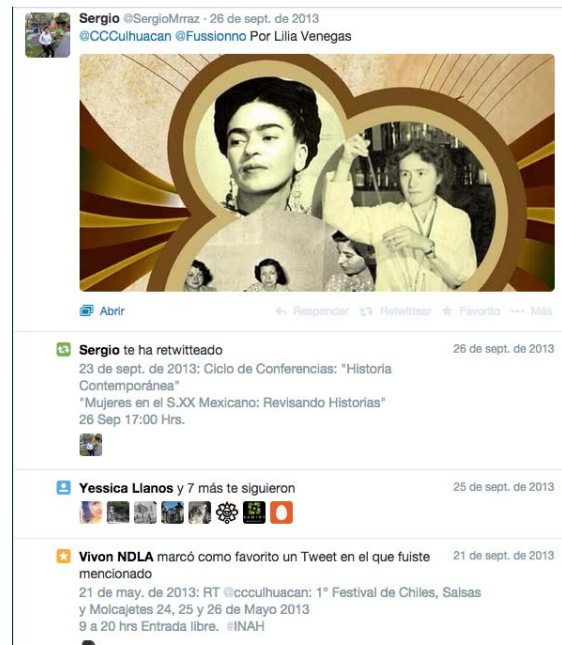 Sergio @SergioMrraz · 26 de sept. de 2013
@CCCulhuacan @Fussionno Por Lilia Venegas
Abrir
Responder Retwittear Favorito Más
Sergio te ha retwitteado 26 de sept. de 2013
23 de sept. de 2013: Ciclo de Conferencias: "Historia
Contemporánea"
"Mujeres en el S.XX Mexicano: Revisando Historias"
26 Sep 17:00 Hrs.
Yessica Llanos y 7 más te siguieron 25 de sept. de 2013
Vivon NDLA marcó como favorito un Tweet en el que fuiste 21 de sept. de 2013
mencionado
21 de may. de 2013: RT @ccculhuacan: 1° Festival de Chiles, Salsas
y Molcajetes 24, 25 y 26 de Mayo 2013
9 a 20 hrs Entrada libre. #INAH